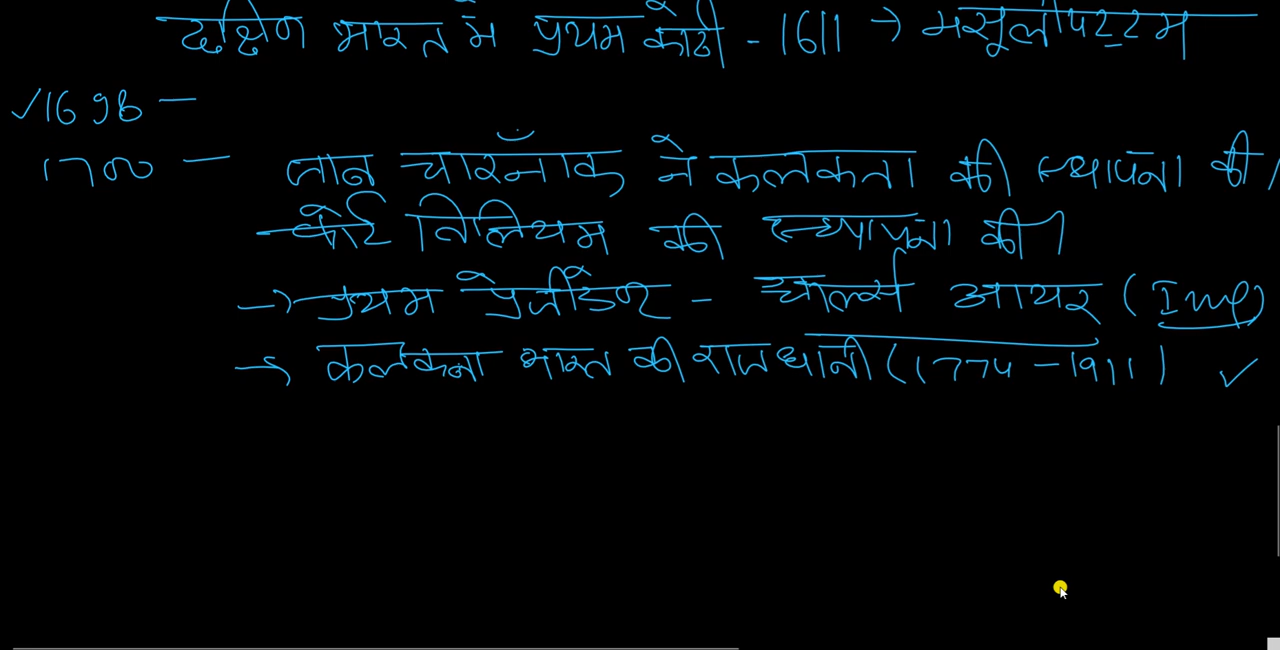 दक्षिण भारत में प्रथम कोठी - 1611 → मसूलीपट्टम
✓1698 —
1700 — जाब चारनॉक ने कलकत्ता की स्थापना की।
फोर्ट विलियम की स्थापना की।
→ प्रथम प्रेसीडेण्ट - चार्ल्स आयर (Imp)
→ कलकत्ता भारत की राजधानी (1774 - 1911) ✓